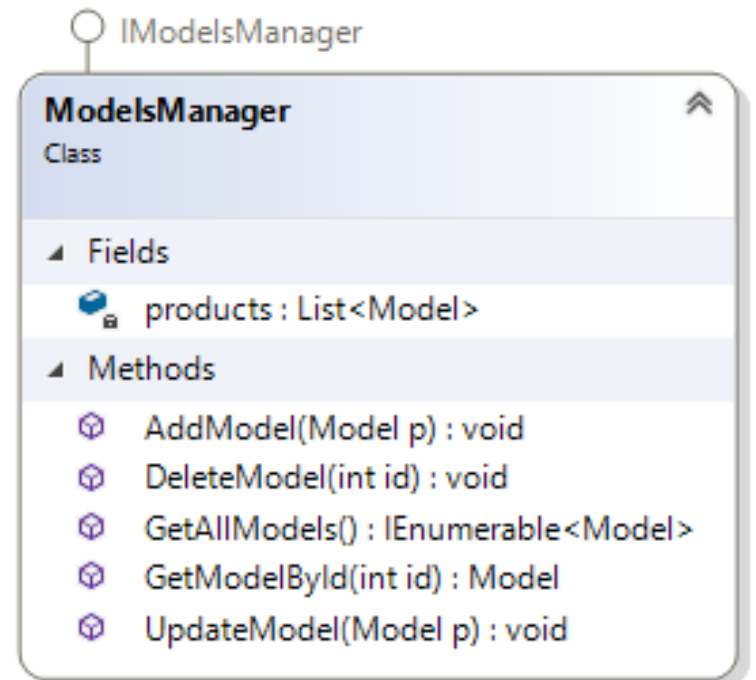 IModelsManager
ModelsManager
Class
Fields
products : List<Model>
Methods
AddModel(Model p) : void
DeleteModel(int id) : void
GetAllModels() : IEnumerable<Model>
GetModelById(int id) : Model
UpdateModel(Model p) : void